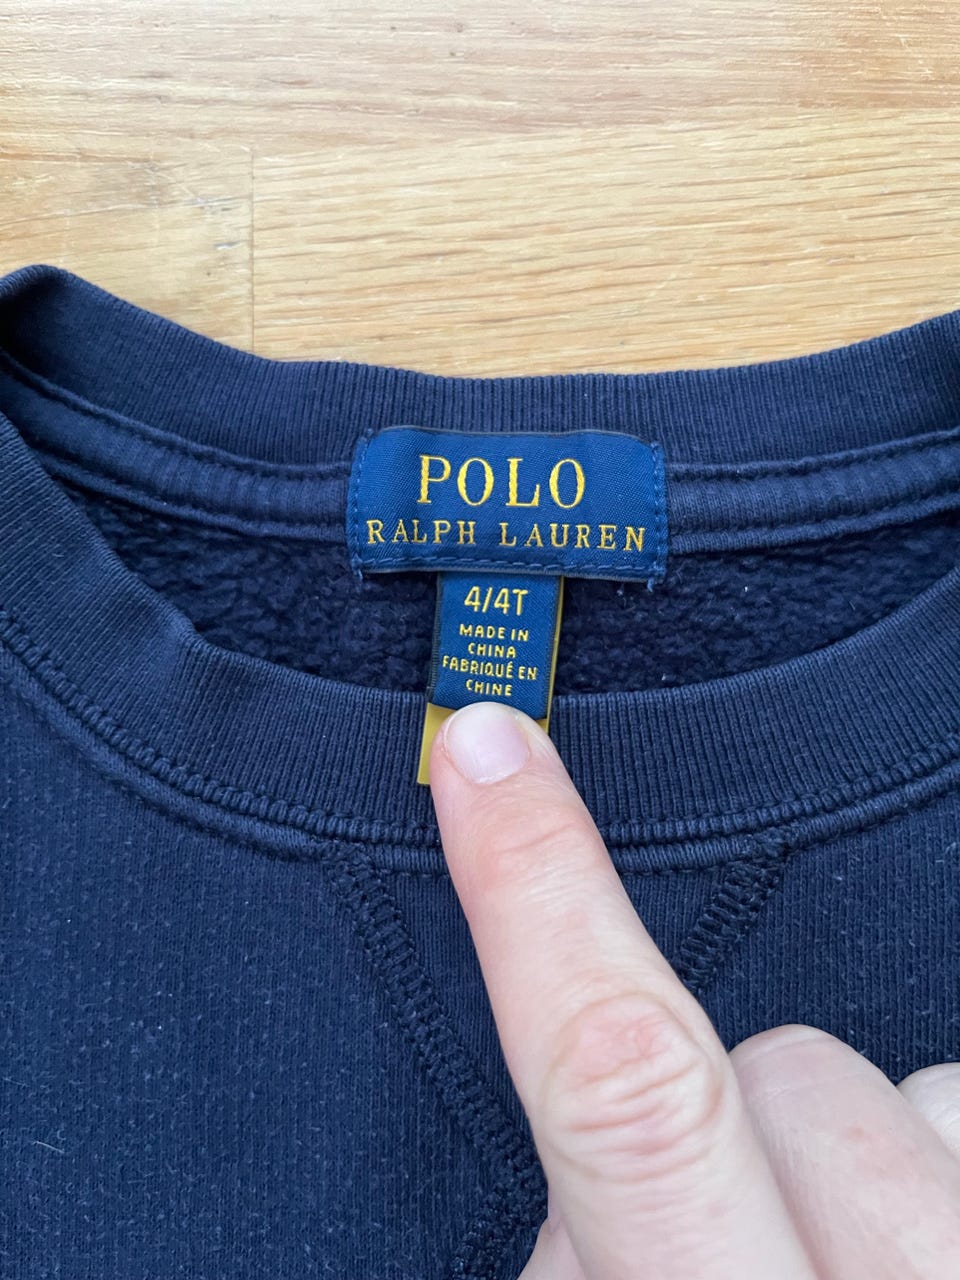 POLO
RALPH LAUREN
4/4T
MADE IN
CHINA
FABRIQUÉ EN
CHINE